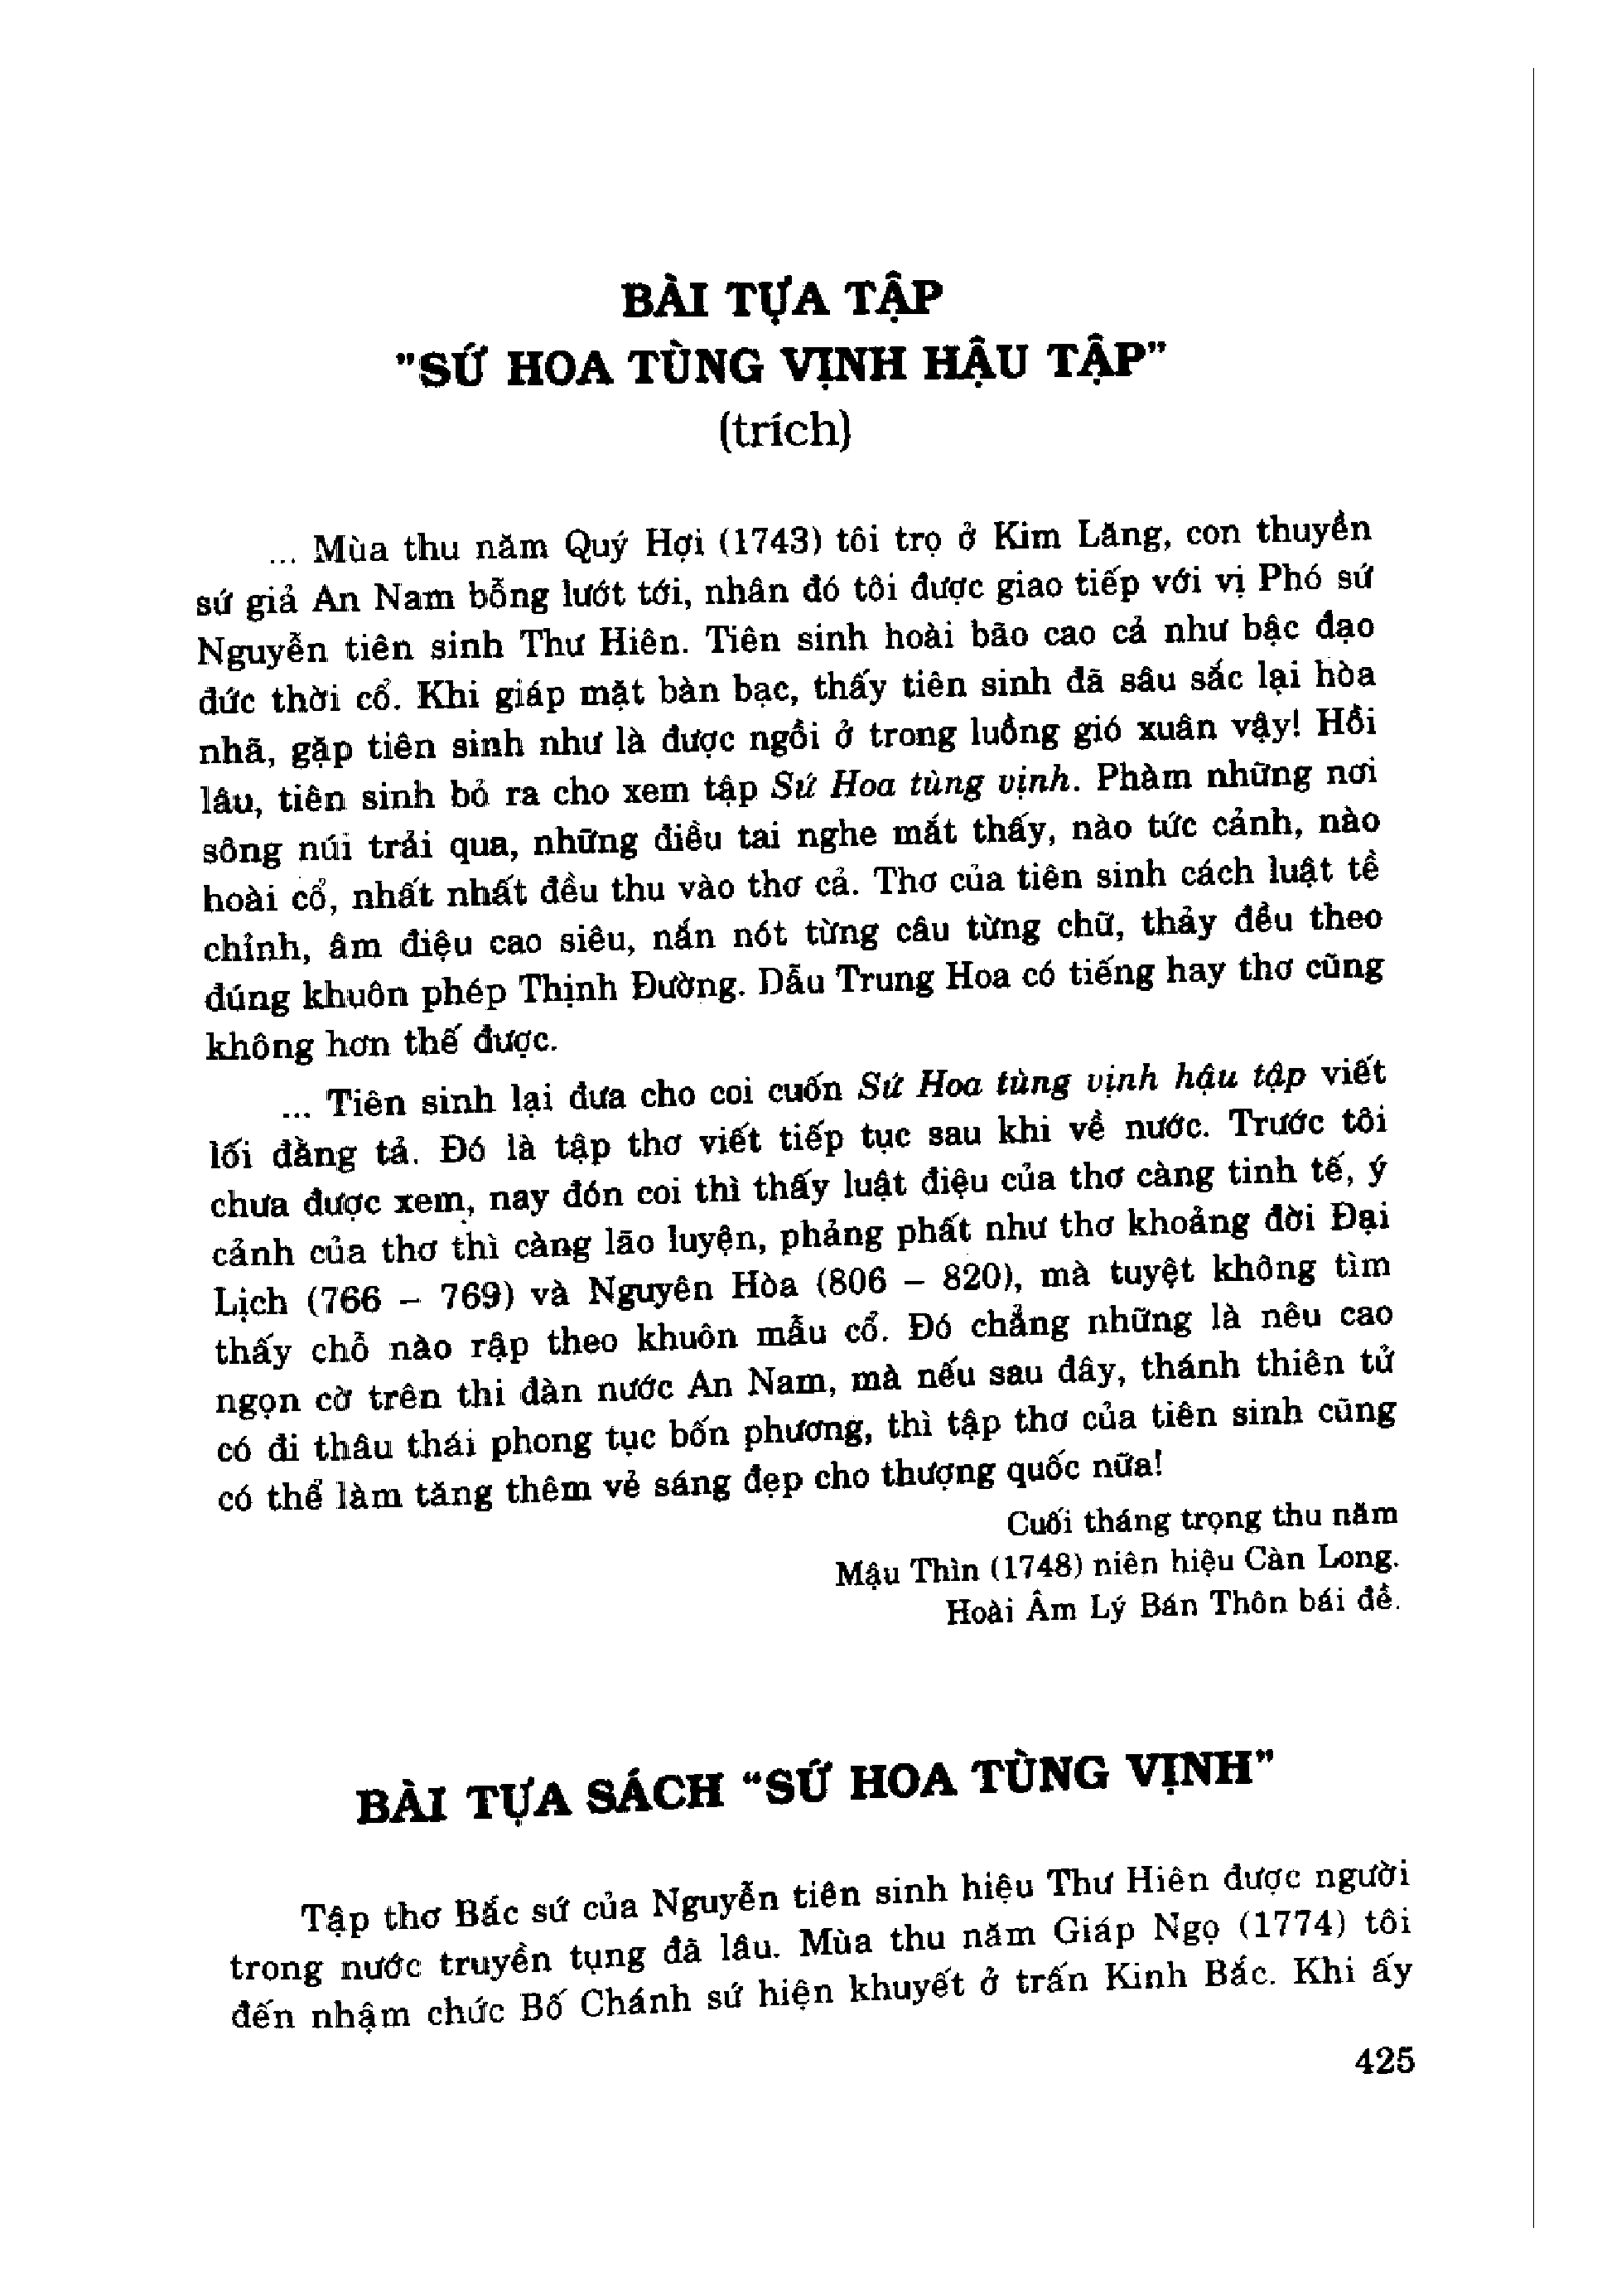 BÀI TỰA TẬP
"SỨ HOA TÙNG VỊNH HẬU TẬP"
(trích)
... Mùa thu năm Quý Hợi (1743) tôi trọ ở Kim Lăng, con thuyền
sứ giả An Nam bỗng lướt tới, nhân đó tôi được giao tiếp với vị Phó sứ
Nguyễn tiên sinh Thư Hiên. Tiên sinh hoài bão cao cả như bậc đạo
đức thời cổ. Khi giáp mặt bàn bạc, thấy tiên sinh đã sâu sắc lại hòa
nhã, gặp tiên sinh như là được ngồi ở trong luồng gió xuân vậy! Hồi
lâu, tiên sinh bỏ ra cho xem tập Sứ Hoa tùng vịnh. Phàm những nơi
sông núi trải qua, những điều tai nghe mắt thấy, nào tức cảnh, nào
hoài cổ, nhất nhất đều thu vào thơ cả. Thơ của tiên sinh cách luật tề
chỉnh, âm điệu cao siêu, nắn nót từng câu từng chữ, thảy đều theo
đúng khuôn phép Thịnh Đường. Dẫu Trung Hoa có tiếng hay thơ cũng
không hơn thế được.
... Tiên sinh lại đưa cho coi cuốn Sứ Hoa tùng vịnh hậu tập viết
lối đằng tả. Đó là tập thơ viết tiếp tục sau khi về nước. Trước tôi
chưa được xem, nay đón coi thì thấy luật điệu của thơ càng tinh tế, ý
cảnh của thơ thì càng lão luyện, phảng phất như thơ khoảng đời Đại
Lịch (766 – 769) và Nguyên Hòa (806 – 820), mà tuyệt không tìm
thấy chỗ nào rập theo khuôn mẫu cổ. Đó chẳng những là nêu cao
ngọn cờ trên thi đàn nước An Nam, mà nếu sau đây, thánh thiên tử
có đi thâu thái phong tục bốn phương, thì tập thơ của tiên sinh cũng
có thể làm tăng thêm vẻ sáng đẹp cho thượng quốc nữa!
Cuối tháng trọng thu năm
Mậu Thìn (1748) niên hiệu Càn Long.
Hoài Âm Lý Bán Thôn bái đề.
BÀI TỰA SÁCH “SỨ HOA TÙNG VỊNH”
Tập thơ Bắc sứ của Nguyễn tiên sinh hiệu Thư Hiên được người
trong nước truyền tụng đã lâu. Mùa thu năm Giáp Ngọ (1774) tôi
đến nhậm chức Bố Chánh sứ hiện khuyết ở trấn Kinh Bắc. Khi ấy
425